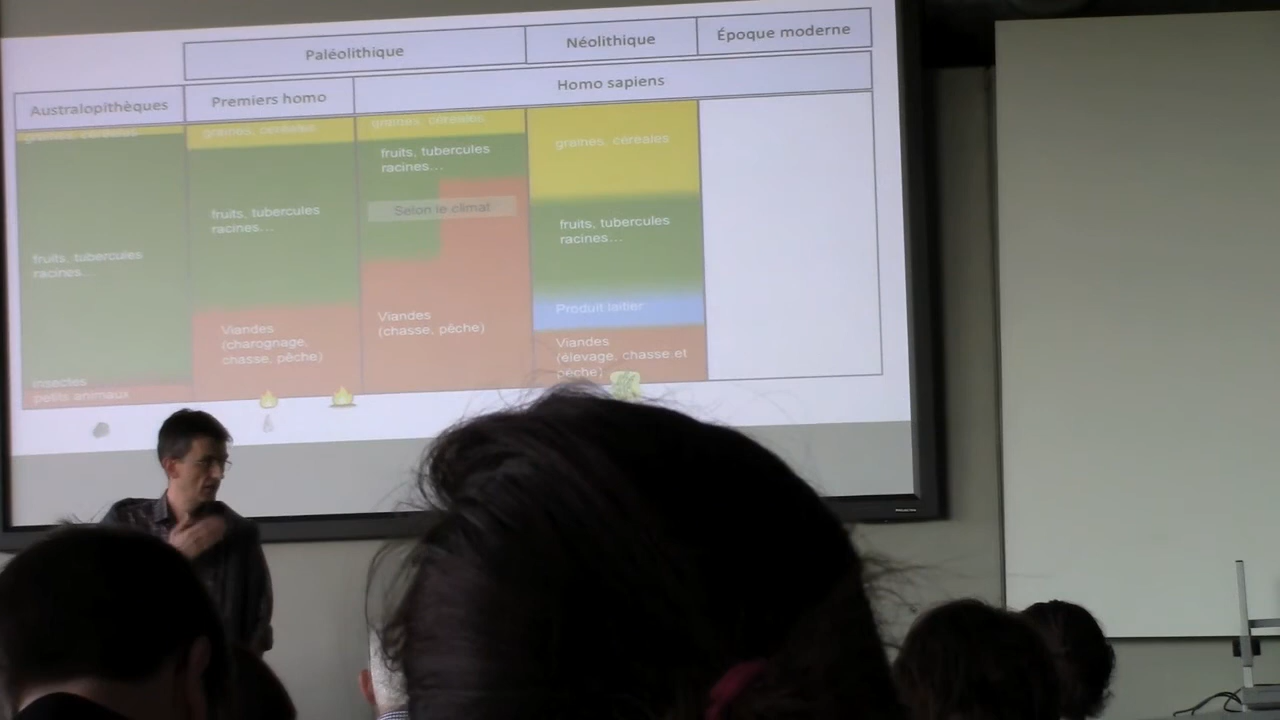 Paléolithique
Néolithique
Époque moderne
Australopithèques
Premiers homo
Homo sapiens
graines céréales
fruits, tubercules
racines...
insectes
petits animaux
graines, céréales
fruits, tubercules
racines...
Viandes
(charognage,
chasse, pêche)
graines, céréales
fruits, tubercules
racines...
Selon le climat
Viandes
(chasse, pêche)
graines, céréales
fruits, tubercules
racines...
Produit laitier
Viandes
(élevage, chasse et
pêche)